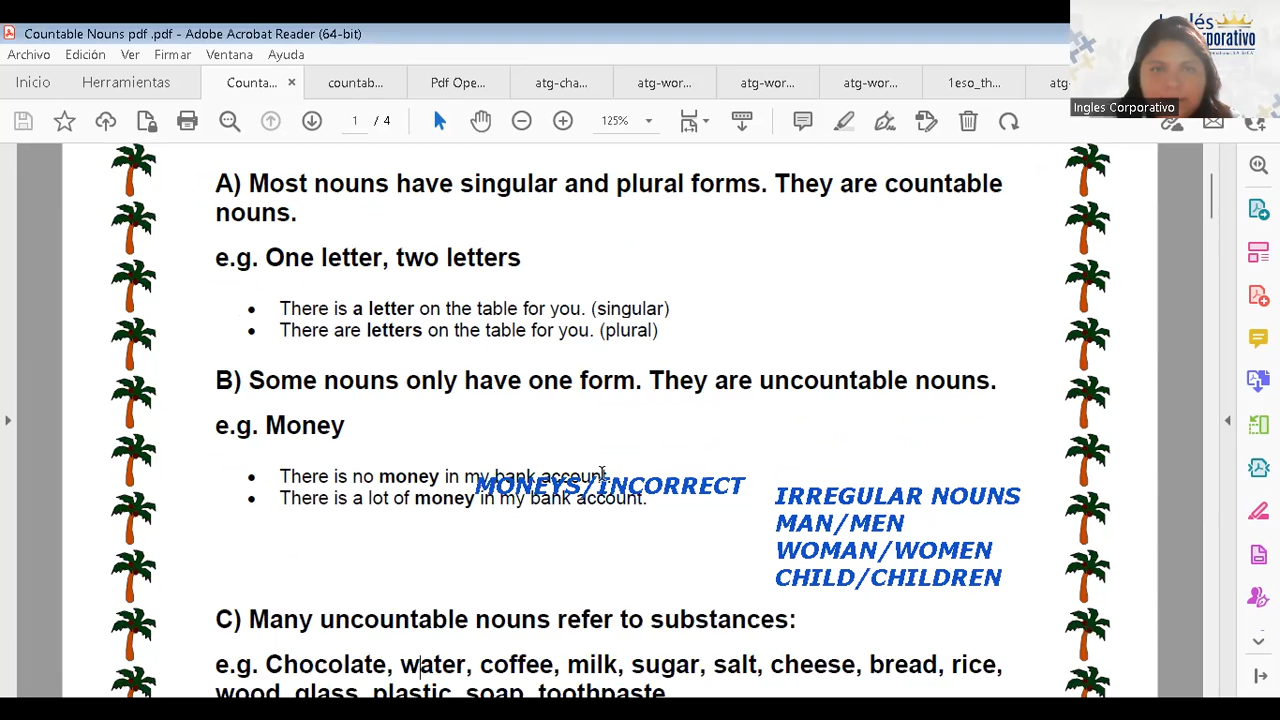 Countable Nouns pdf .pdf - Adobe Acrobat Reader (64-bit)
Archivo Edición Ver Firmar Ventana Ayuda
Inicio Herramientas Counta... × countab... Pdf Ope... atg-cha... atg-wor... atg-wor... atg-wor... 1eso_th...
1 / 4 125%
Ingles Corporativo
A) Most nouns have singular and plural forms. They are countable
nouns.
e.g. One letter, two letters
• There is a letter on the table for you. (singular)
• There are letters on the table for you. (plural)
B) Some nouns only have one form. They are uncountable nouns.
e.g. Money
• There is no money in my bank account.
MONEYS/INCORRECT
• There is a lot of money in my bank account.
IRREGULAR NOUNS
MAN/MEN
WOMAN/WOMEN
CHILD/CHILDREN
C) Many uncountable nouns refer to substances:
e.g. Chocolate, water, coffee, milk, sugar, salt, cheese, bread, rice,
wood, glass, plastic, soap, toothpaste